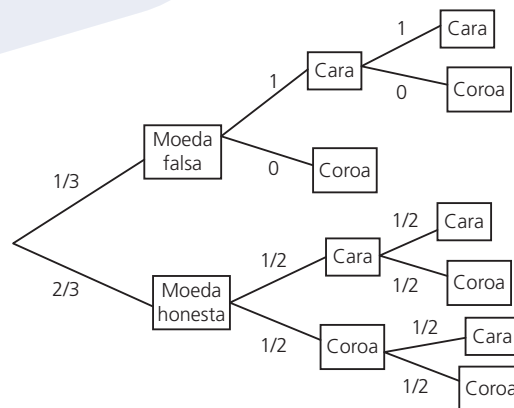 1
Cara
1
Cara
0
Coroa
Moeda
falsa
1/3
0
Coroa
1/2
Cara
1/2
Cara
1/2
Coroa
2/3
Moeda
honesta
1/2
Coroa
1/2
Cara
1/2
Coroa